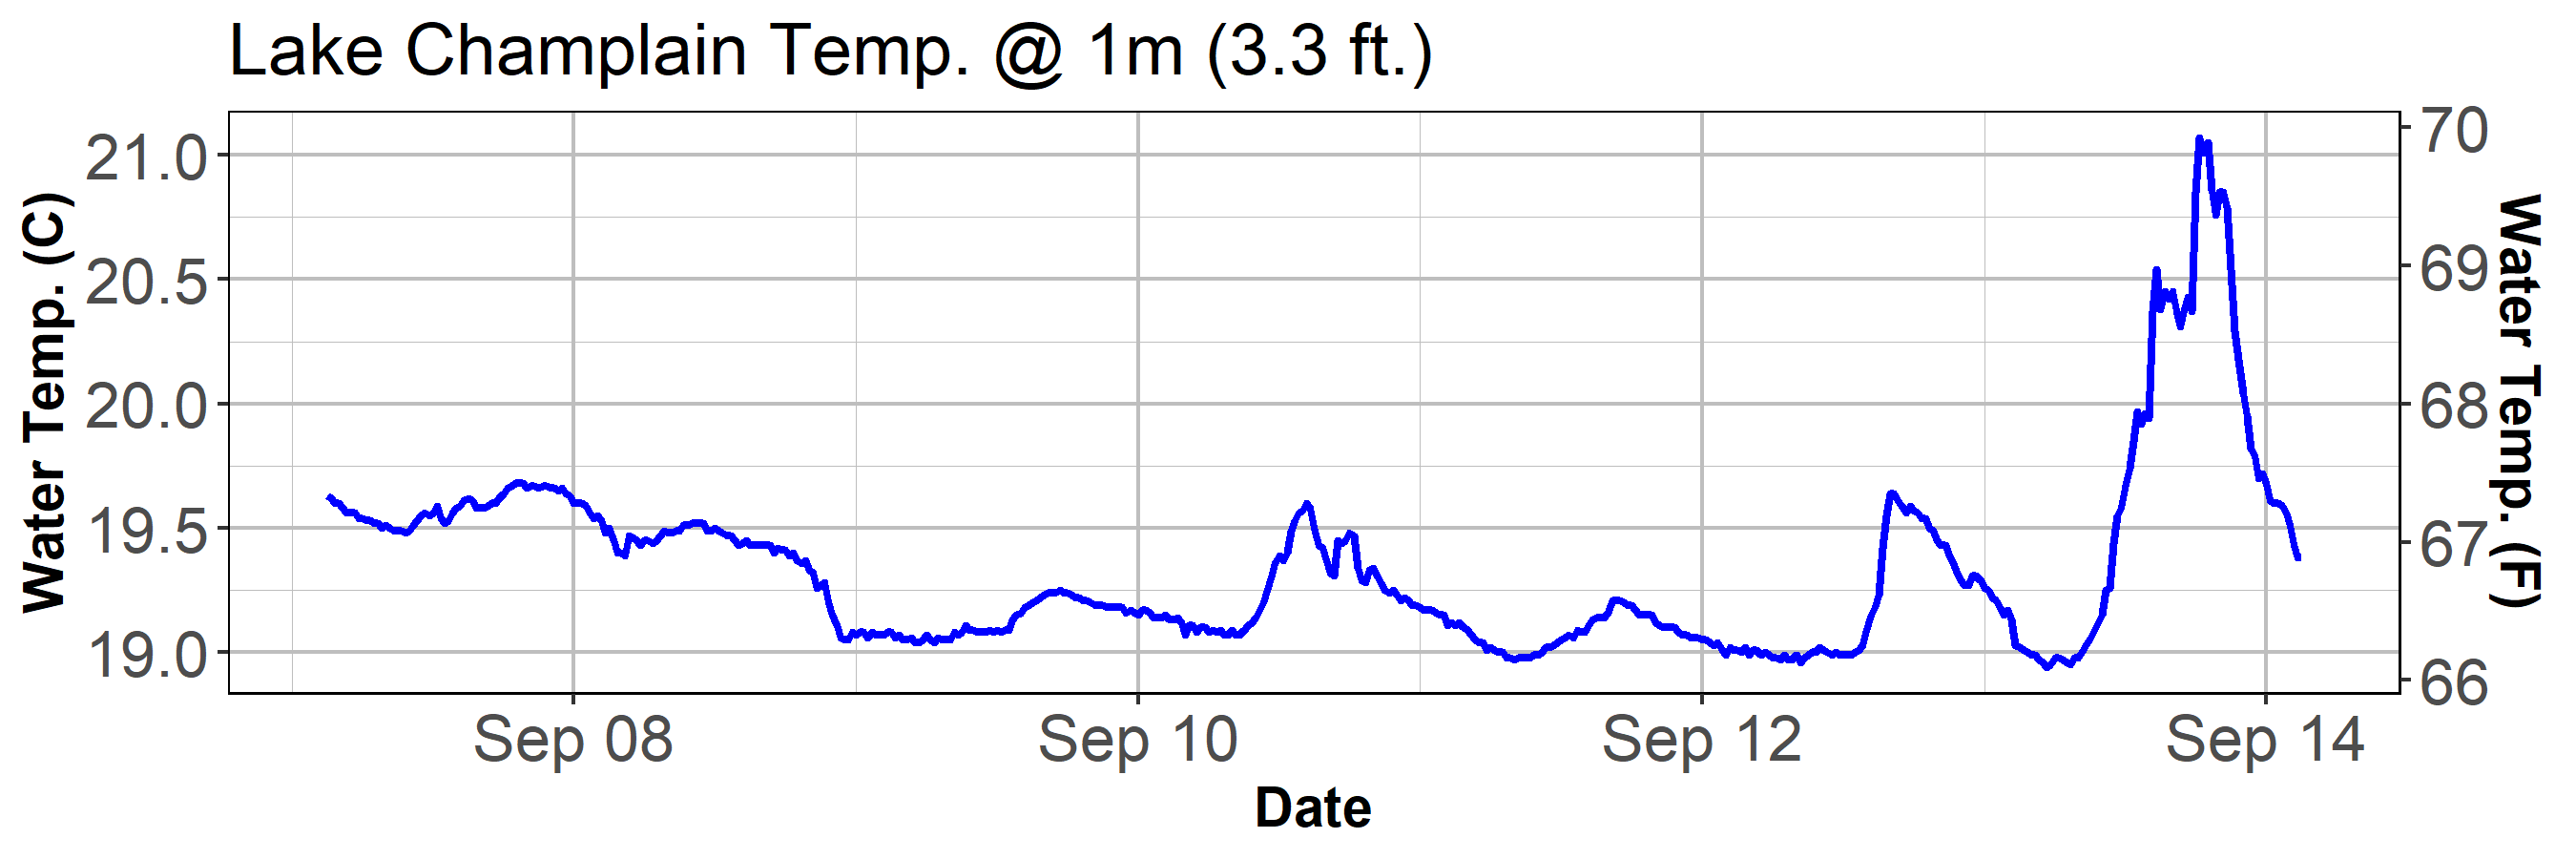 Lake Champlain Temp. @ 1m (3.3 ft.)
Water Temp. (C)
21.0
20.5
20.0
19.5
19.0
70
69
68
67
66
Water Temp. (F)
Sep 08
Sep 10
Sep 12
Sep 14
Date